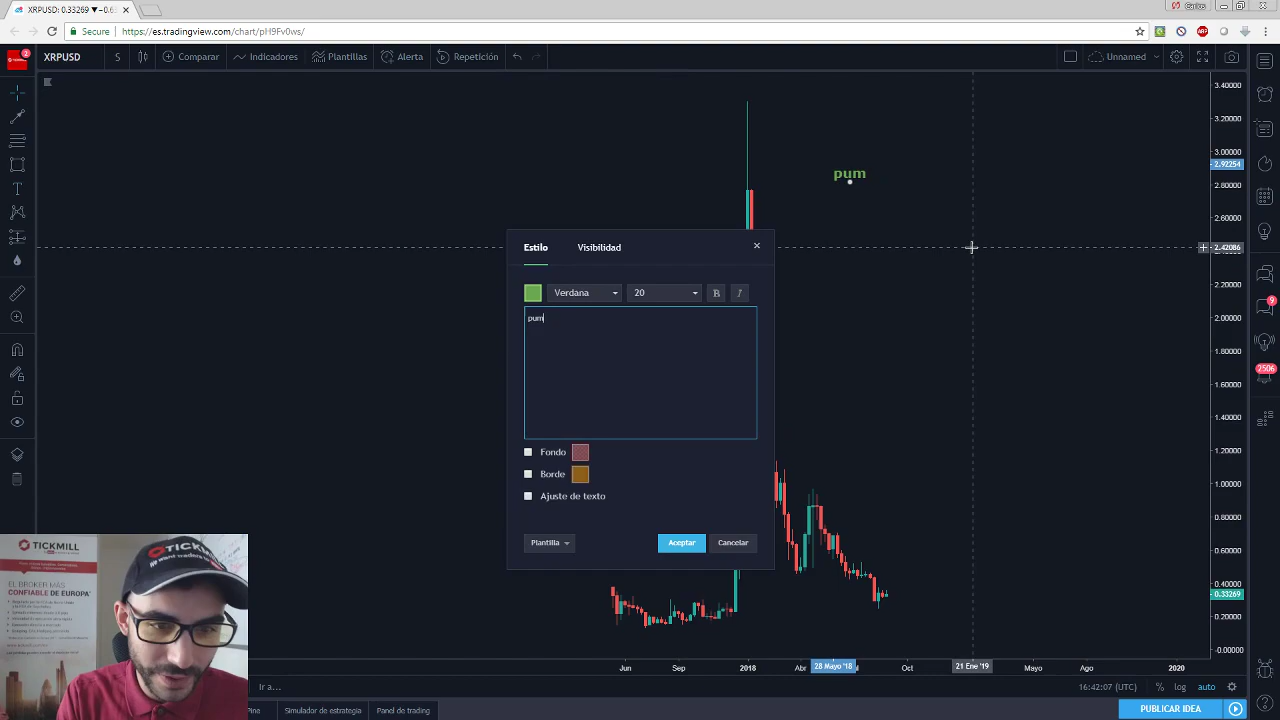 XRPUSD: 0.33269 ▼ −0.6
Secure | https://es.tradingview.com/chart/pH9Fv0ws/
2
XRPUSD
S
Comparar
Indicadores
Plantillas
Alerta
Repetición
Unnamed
pum
3.40000
3.20000
3.00000
2.92254
2.80000
2.60000
2.42086
2.20000
2.00000
1.80000
1.60000
1.40000
1.20000
1.00000
0.80000
0.60000
0.40000
0.33269
0.20000
-0.00000
9
2506
Estilo
Visibilidad
Verdana
20
B
I
pum
Fondo
Borde
Ajuste de texto
Plantilla
Aceptar
Cancelar
Jun
Sep
2018
Abr
28 Mayo '18
Oct
21 Ene '19
Mayo
Ago
2020
Ir a...
16:42:07 (UTC)
%
log
auto
Pine
Simulador de estrategia
Panel de trading
PUBLICAR IDEA
TICKMILL
EL BROKER MÁS
CONFIABLE DE EUROPA
TICKMILL